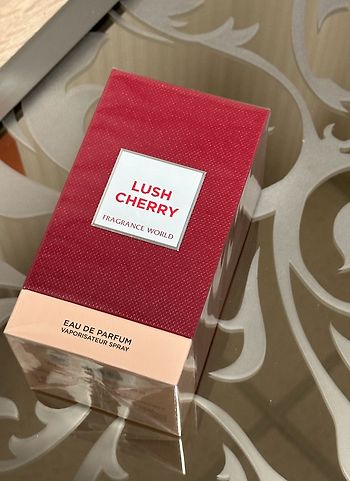 LUSH
CHERRY
FRAGRANCE WORLD
EAU DE PARFUM
VAPORISATEUR SPRAY